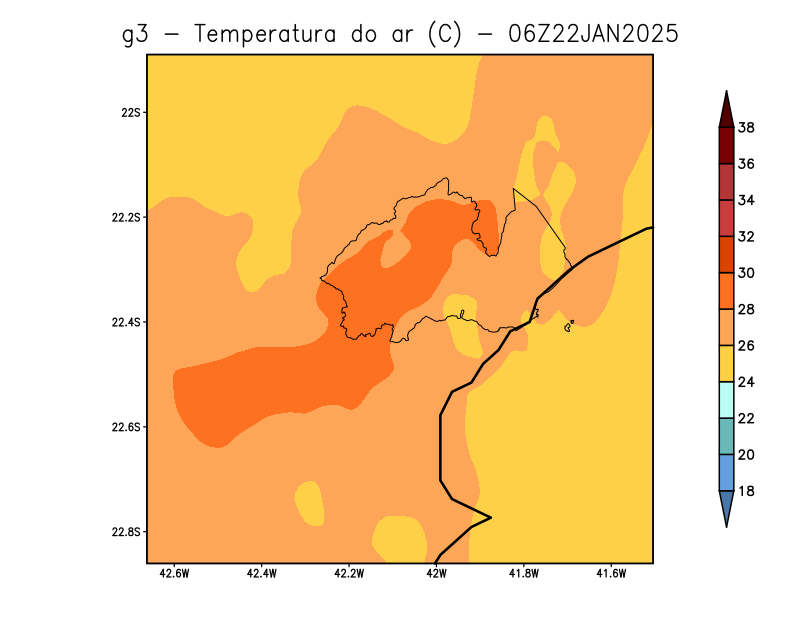 g3 - Temperatura do ar (C) - 06Z22JAN2025
22S
22.2S
22.4S
22.6S
22.8S
42.6W
42.4W
42.2W
42W
41.8W
41.6W
38
36
34
32
30
28
26
24
22
20
18